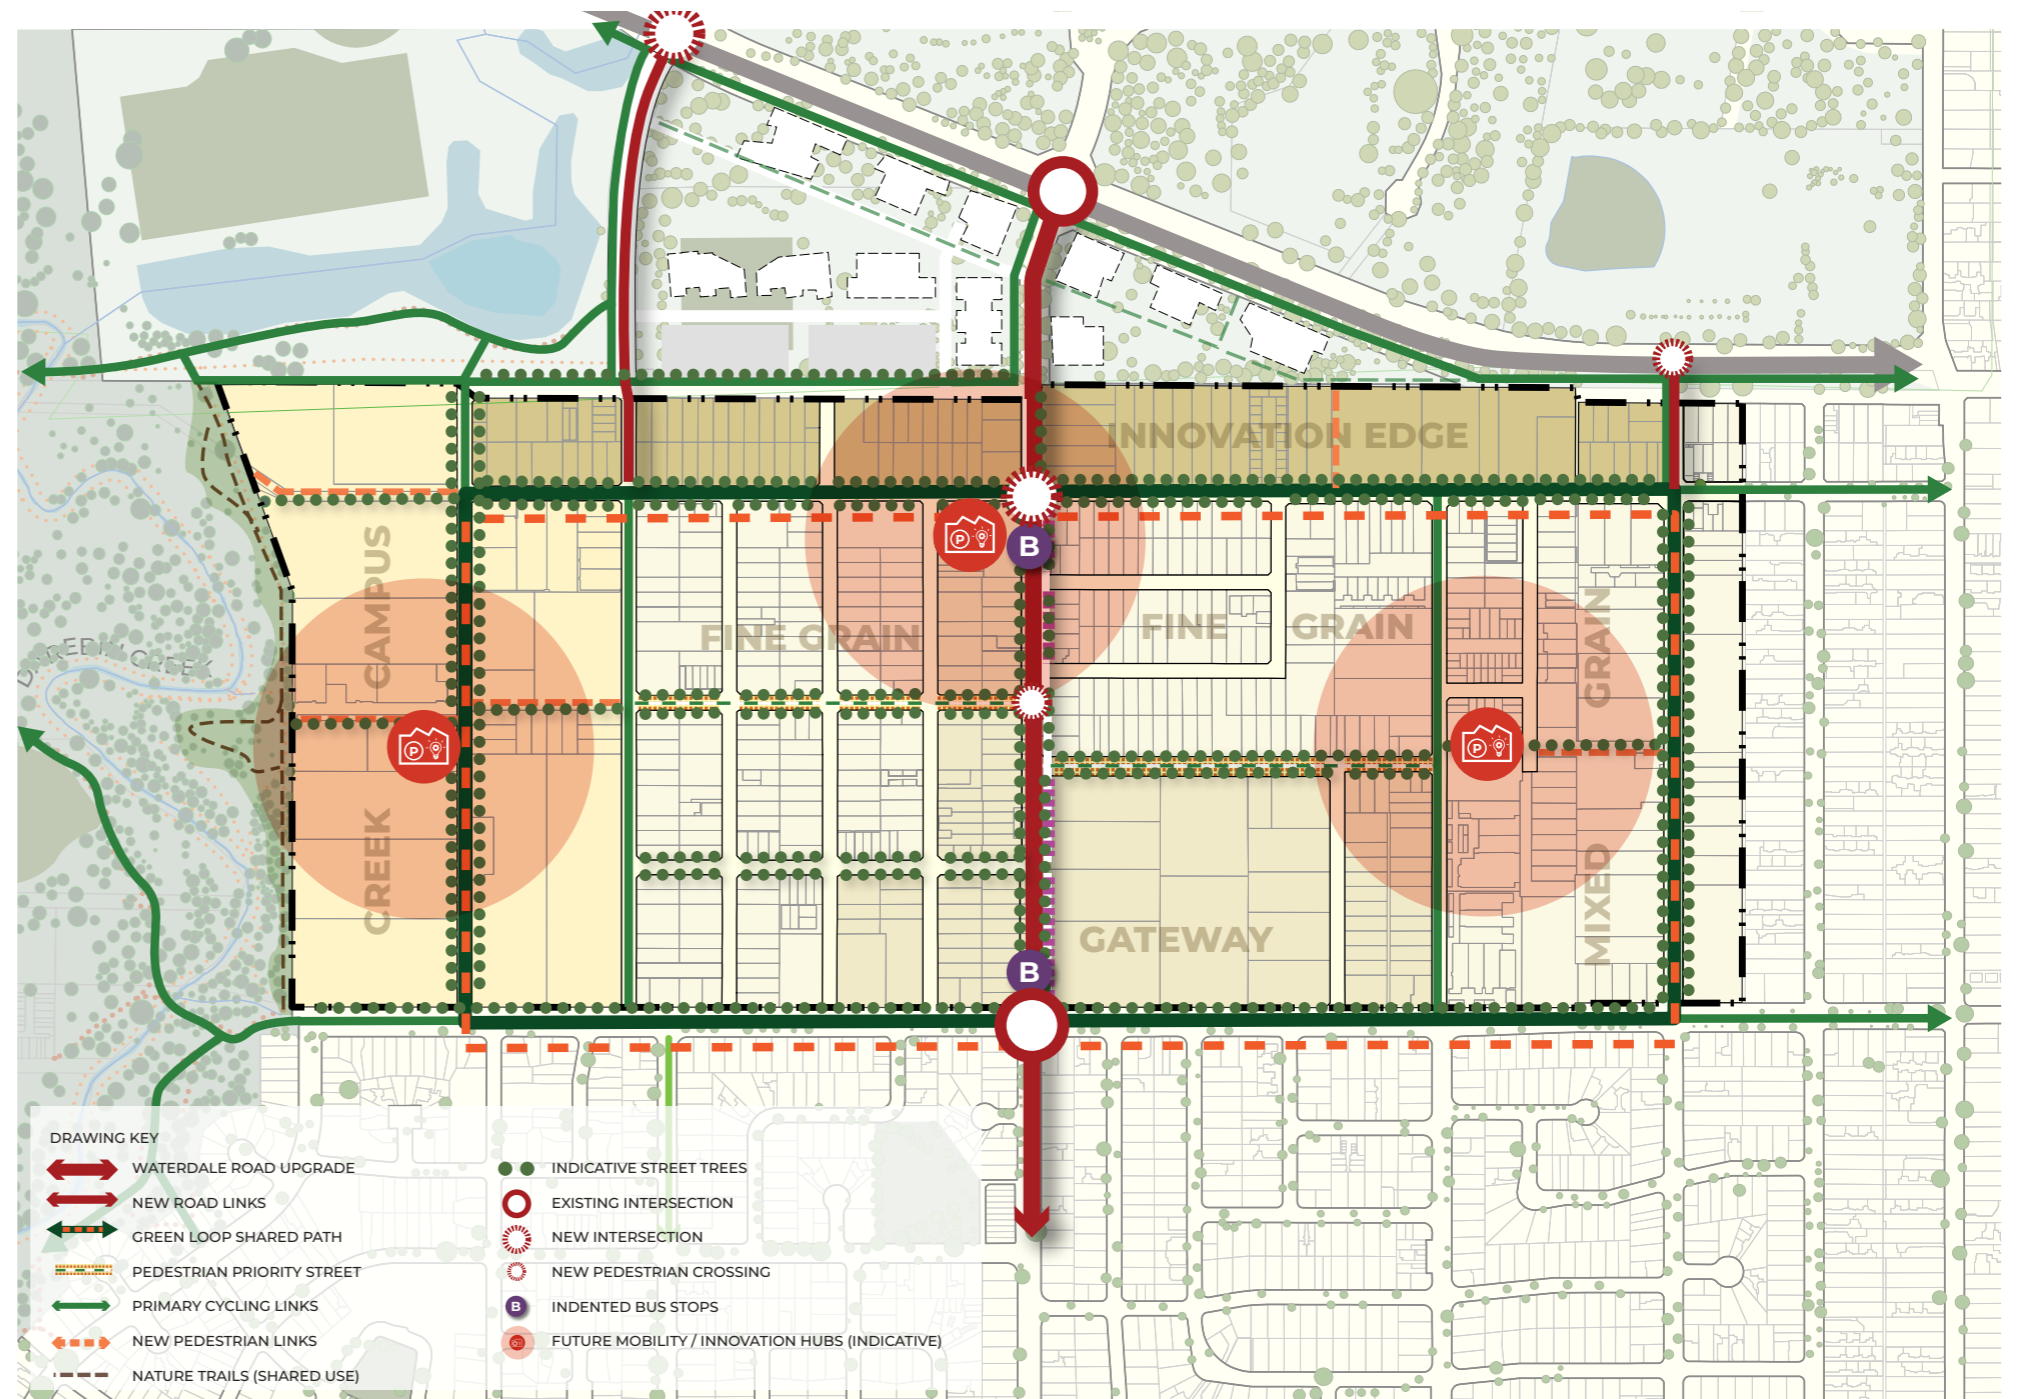 INNOVATION EDGE
CAMPUS
CREEK
FINE GRAIN
FINE GRAIN
GRAIN
MIXED
GATEWAY
DAREBIN CREEK
P
P
P
B
B
DRAWING KEY
WATERDALE ROAD UPGRADE
NEW ROAD LINKS
GREEN LOOP SHARED PATH
PEDESTRIAN PRIORITY STREET
PRIMARY CYCLING LINKS
NEW PEDESTRIAN LINKS
NATURE TRAILS (SHARED USE)
INDICATIVE STREET TREES
EXISTING INTERSECTION
NEW INTERSECTION
NEW PEDESTRIAN CROSSING
B INDENTED BUS STOPS
FUTURE MOBILITY / INNOVATION HUBS (INDICATIVE)